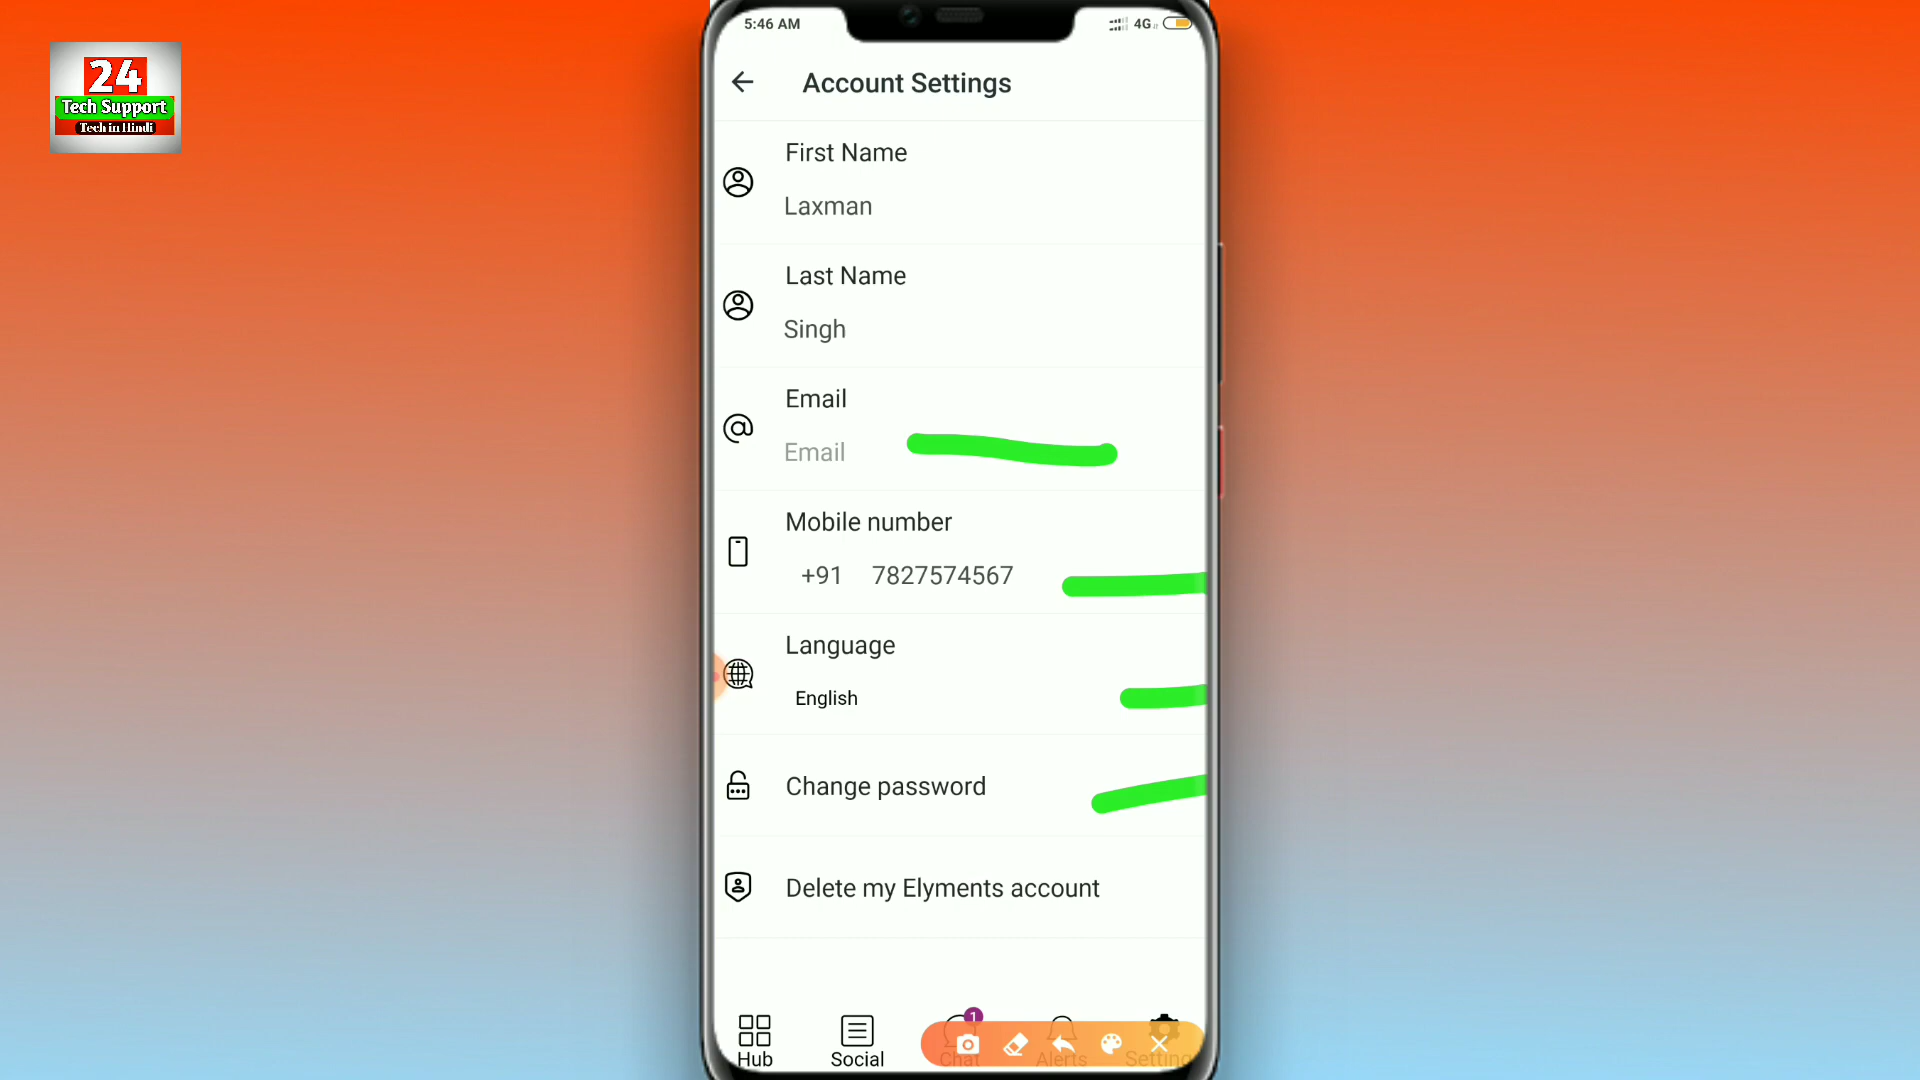 24
Tech Support
Tech in Hindi
5:46 AM
4G
Account Settings
First Name
Laxman
Last Name
Singh
Email
Email
Mobile number
+91 7827574567
Language
English
Change password
Delete my Elyments account
1
Hub
Social
Chat
Alerts
Setting